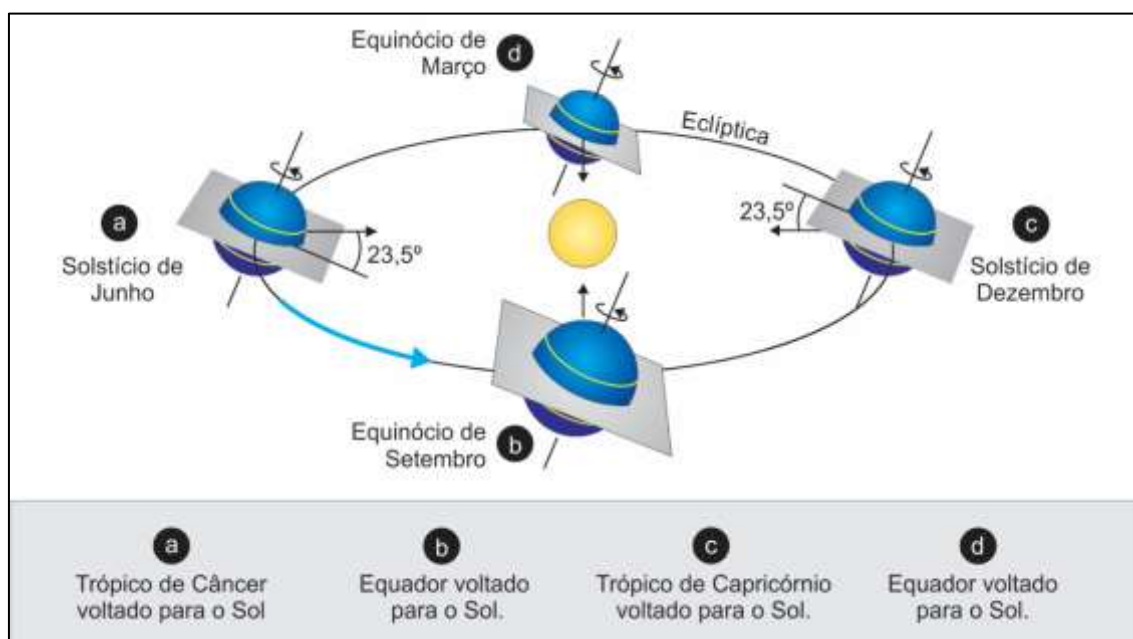 Equinócio de
Março
d
Eclíptica
a
Solstício de
Junho
23,5º
23,5º
c
Solstício de
Dezembro
Equinócio de
Setembro
b
a
Trópico de Câncer
voltado para o Sol
b
Equador voltado
para o Sol.
c
Trópico de Capricórnio
voltado para o Sol.
d
Equador voltado
para o Sol.